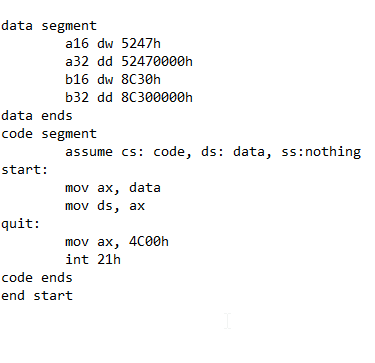 data segment
a16 dw 5247h
a32 dd 52470000h
b16 dw 8C30h
b32 dd 8C300000h
data ends
code segment
assume cs: code, ds: data, ss:nothing
start:
mov ax, data
mov ds, ax
quit:
mov ax, 4C00h
int 21h
code ends
end start